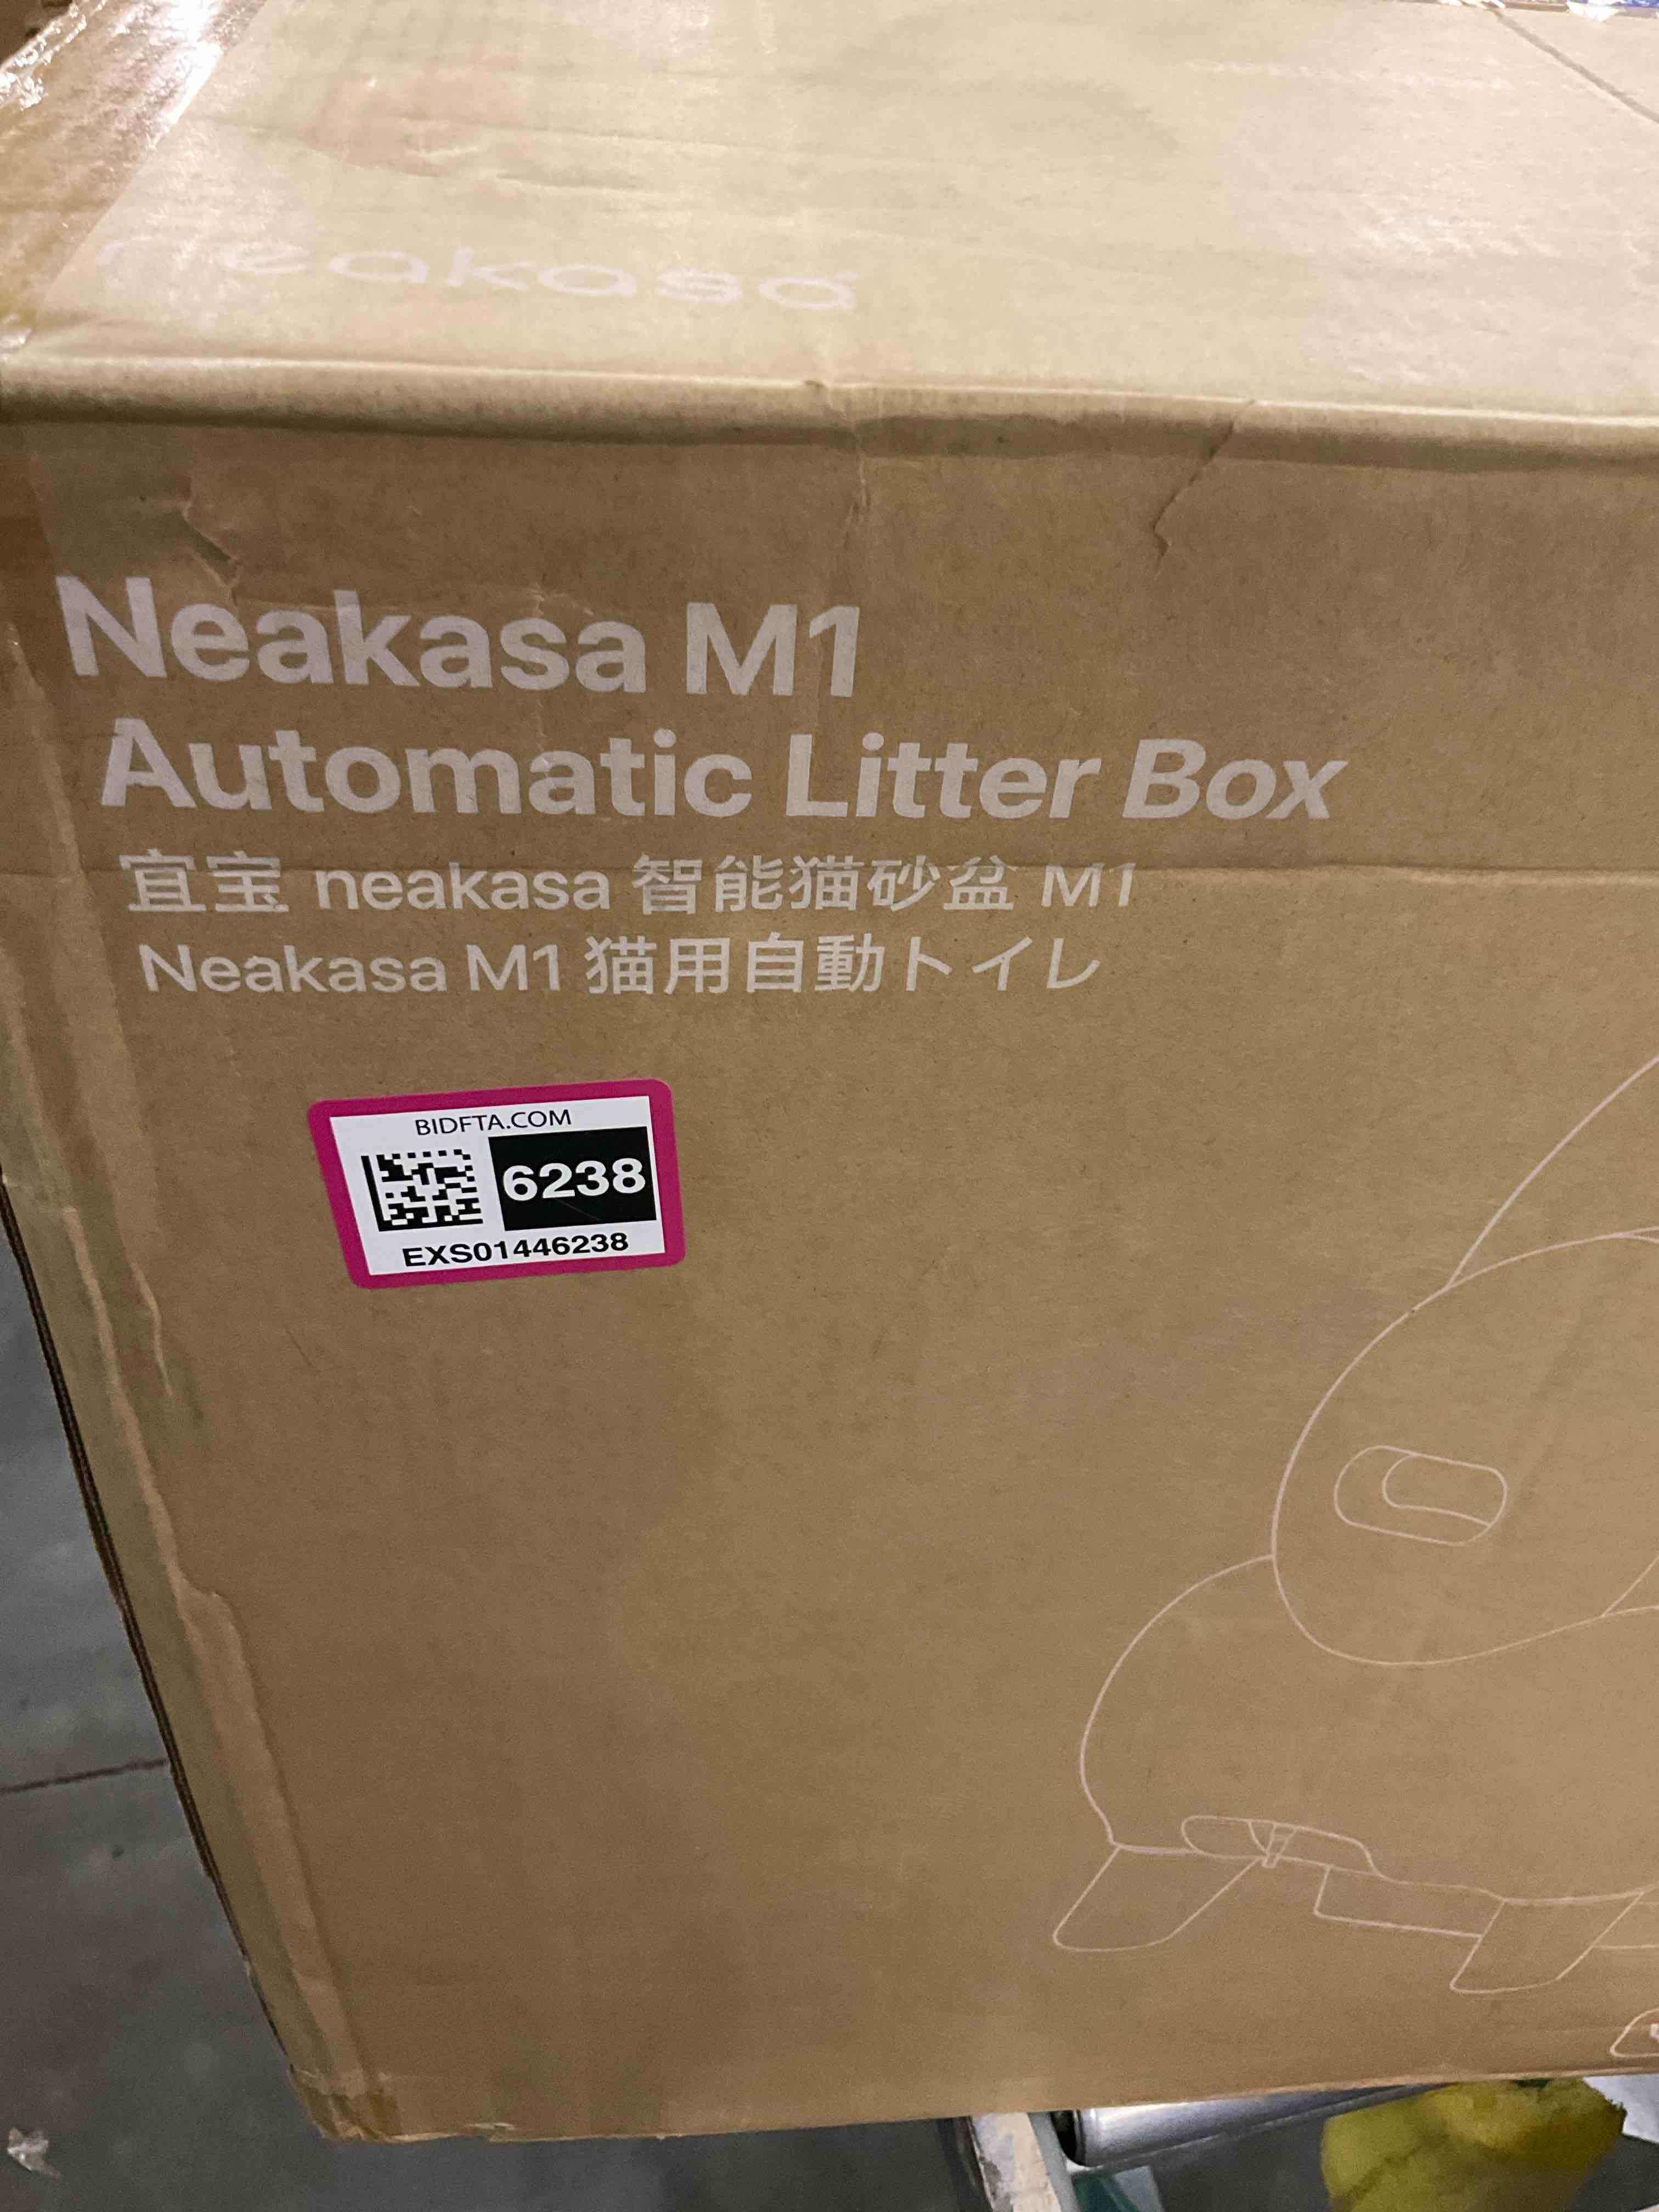 neakasa
Neakasa M1
Automatic Litter Box
宜宝 neakasa 智能猫砂盆 M1
Neakasa M1 猫用自動トイレ
BIDFTA.COM
6238
EXS01446238